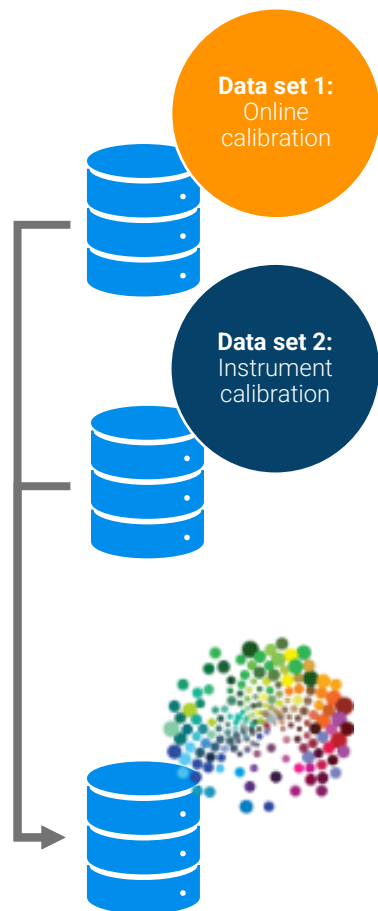 Data set 1:
Online
calibration
Data set 2:
Instrument
calibration